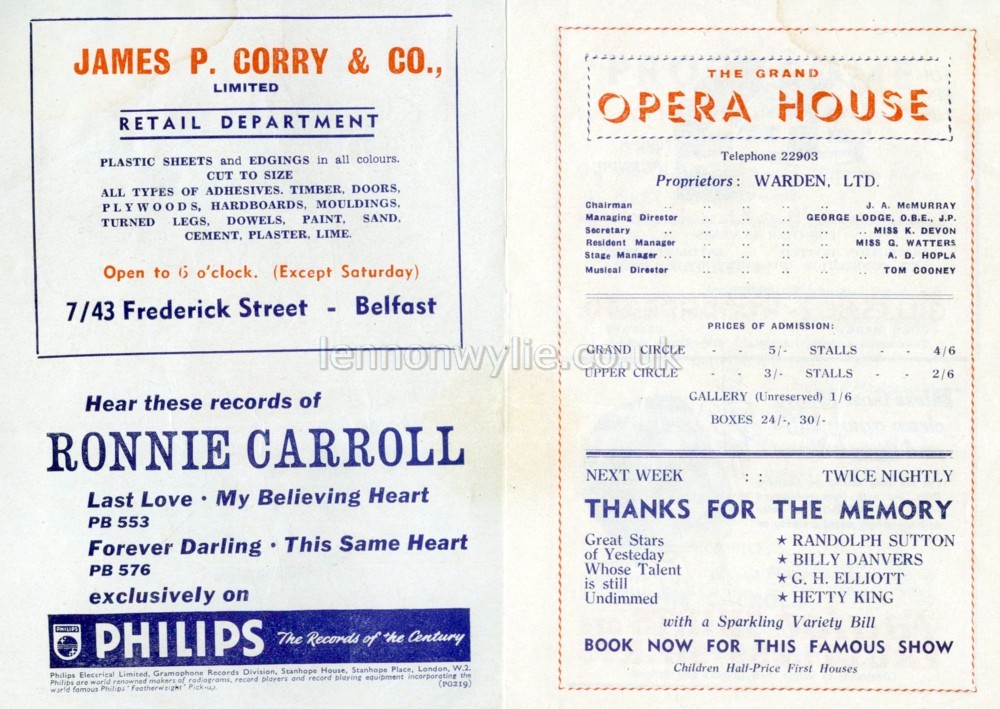 JAMES P. CORRY & CO.,
LIMITED
RETAIL DEPARTMENT
PLASTIC SHEETS and EDGINGS in all colours.
CUT TO SIZE
ALL TYPES OF ADHESIVES. TIMBER, DOORS,
PLYWOODS, HARDBOARDS, MOULDINGS,
TURNED LEGS, DOWELS, PAINT, SAND,
CEMENT, PLASTER, LIME.
Open to 6 o'clock. (Except Saturday)
7/43 Frederick Street - Belfast
Hear these records of
RONNIE CARROLL
Last Love · My Believing Heart
PB 553
Forever Darling · This Same Heart
PB 576
exclusively on
PHILIPS
PHILIPS The Records of the Century
Philips Electrical Limited, Gramophone Records Division, Stanhope House, Stanhope Place, London, W.2.
Philips are world renowned makers of radiograms, record players and record playing equipment incorporating the
world famous Philips 'Featherweight' Pick-up.
(PG219)
THE GRAND
OPERA HOUSE
Telephone 22903
Proprietors: WARDEN, LTD.
Chairman .. .. .. .. J. A. McMURRAY
Managing Director .. .. .. GEORGE LODGE, O.B.E., J.P.
Secretary .. .. .. .. MISS K. DEVON
Resident Manager .. .. .. MISS G. WATTERS
Stage Manager .. .. .. .. A. D. HOPLA
Musical Director .. .. .. TOM COONEY
PRICES OF ADMISSION:
GRAND CIRCLE - - 5/- STALLS - - 4/6
UPPER CIRCLE - - 3/- STALLS - - 2/6
GALLERY (Unreserved) 1/6
BOXES 24/-, 30/-
NEXT WEEK : : TWICE NIGHTLY
THANKS FOR THE MEMORY
Great Stars
of Yesteday
Whose Talent
is still
Undimmed
★ RANDOLPH SUTTON
★ BILLY DANVERS
★ G. H. ELLIOTT
★ HETTY KING
with a Sparkling Variety Bill
BOOK NOW FOR THIS FAMOUS SHOW
Children Half-Price First Houses
lennonwylie.co.uk